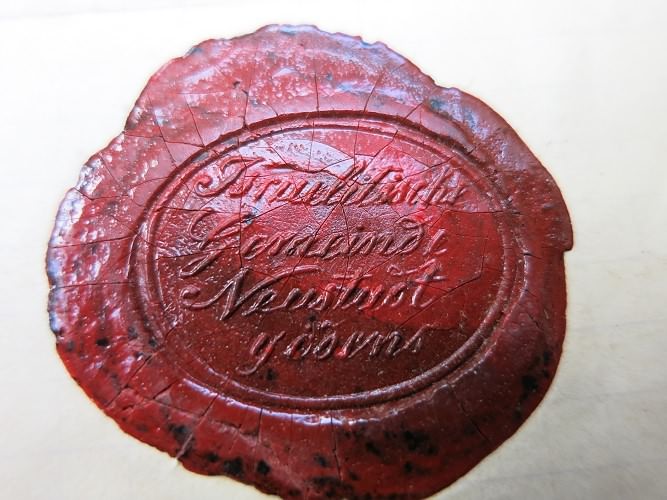 Israelitische
Gemeinde
Neustadt
gödens